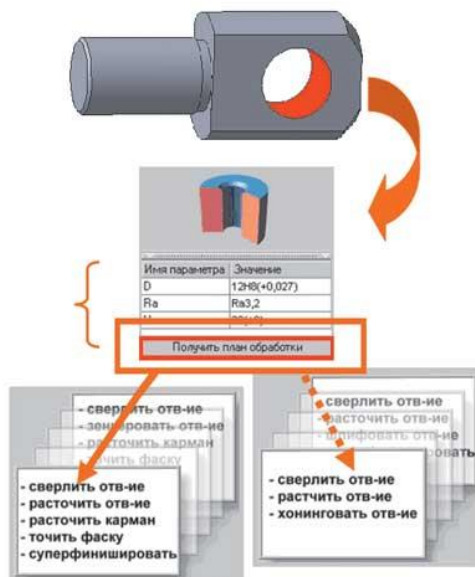 Имя параметра Значение
D 12H8(+0,027)
Ra Ra3,2
Получить план обработки
- сверлить отв-ие
- зенкеровать отв-ие
- расточить карман
- точить фаску
- сверлить отв-ие
- расточить отв-ие
- расточить карман
- точить фаску
- суперфинишировать
сверлить отв-ие
- расточить отв-ие
- шлифовать отв-ие
- сверлить отв-ие
- растчить отв-ие
- хонинговать отв-ие